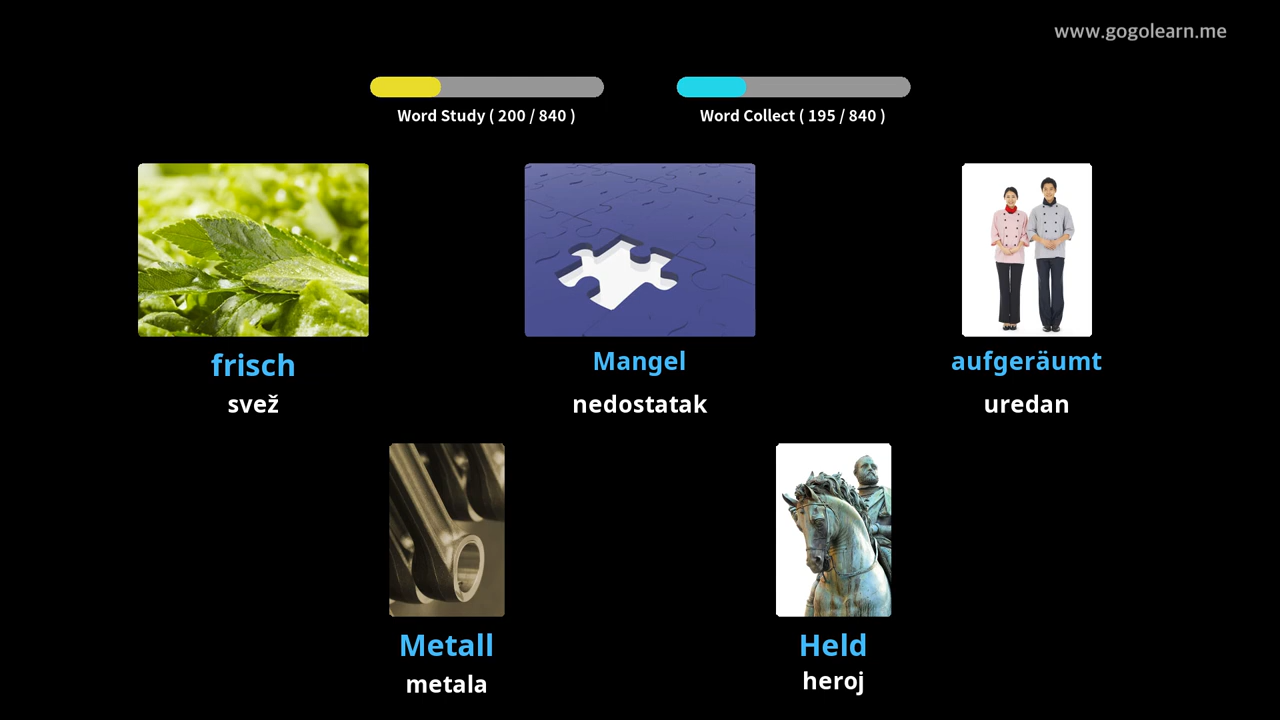 www.gogolearn.me
Word Study ( 200 / 840 )
Word Collect ( 195 / 840 )
frisch
svež
Mangel
nedostatak
aufgeräumt
uredan
Metall
metala
Held
heroj